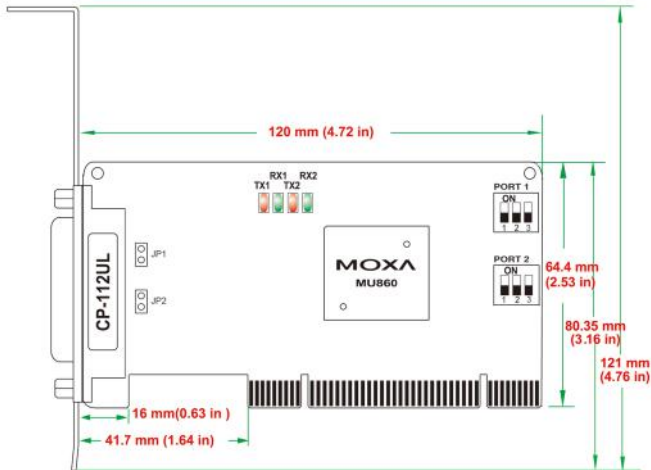 120 mm (4.72 in)
RX1 RX2
TX1 TX2
PORT 1
ON
1 2 3
JP1
MOXA
MU860
PORT 2
ON
1 2 3
64.4 mm
(2.53 in)
CP-112UL
JP2
80.35 mm
(3.16 in)
121 mm
(4.76 in)
16 mm(0.63 in )
41.7 mm (1.64 in)